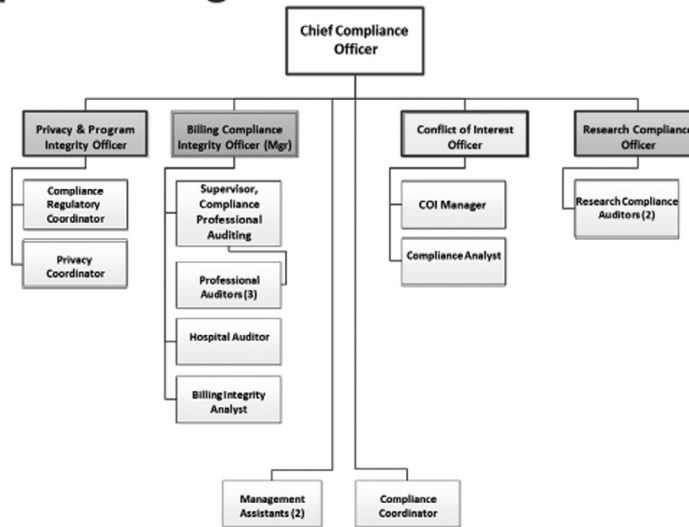 Chief Compliance
Officer
Privacy & Program
Integrity Officer
Billing Compliance
Integrity Officer (Mgr)
Conflict of Interest
Officer
Research Compliance
Officer
Compliance
Regulatory
Coordinator
Privacy
Coordinator
Supervisor,
Compliance
Professional
Auditing
Professional
Auditors (3)
Hospital Auditor
Billing Integrity
Analyst
COI Manager
Compliance Analyst
Research Compliance
Auditors (2)
Management
Assistants (2)
Compliance
Coordinator